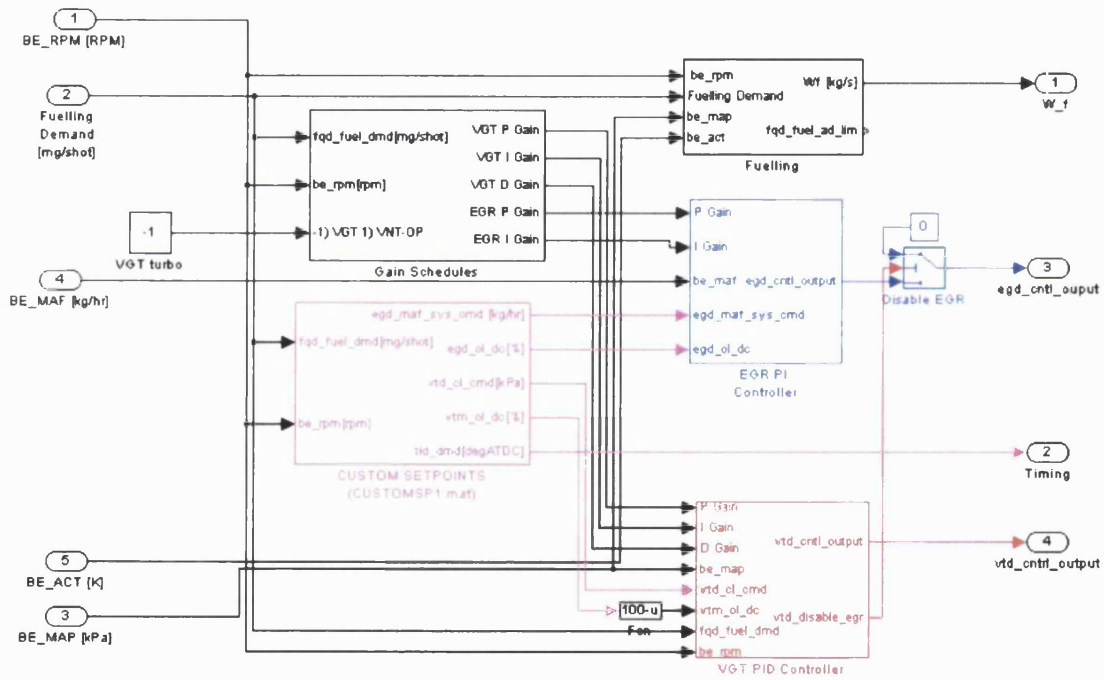 1
BE_RPM [RPM]
2
Fuelling
Demand
[mg/shot]
-1
VGT turbo
4
BE_MAF [kg/hr]
5
BE_ACT [K]
3
BE_MAP [kPa]
fqd_fuel_dmd[mg/shot]
be_rpm[rpm]
-1) VGT 1) VNT-OP
VGT P Gain
VGT I Gain
VGT D Gain
EGR P Gain
EGR I Gain
Gain Schedules
fqd_fuel_dmd[mg/shot]
be_rpm[rpm]
egd_maf_sys_cmd [kg/hr]
egd_ol_dc[%]
vtd_cl_cmd[kPa]
vtm_ol_dc[%]
tid_dmd[degATDC]
CUSTOM SETPOINTS
(CUSTOMSP1.mat)
be_rpm
Fuelling Demand
be_map
be_act
Wf [kg/s]
fqd_fuel_ad_lim
Fuelling
P Gain
I Gain
be_maf
egd_cntl_output
egd_maf_sys_cmd
egd_ol_dc
EGR PI
Controller
0
Disable EGR
100-u
Fcn
P Gain
I Gain
D Gain
be_map
vtd_cl_cmd
vtm_ol_dc
fqd_fuel_dmd
be_rpm
vtd_cntl_output
vtd_disable_egr
VGT PID Controller
1
W_f
3
egd_cntl_ouput
2
Timing
4
vtd_cntrl_output